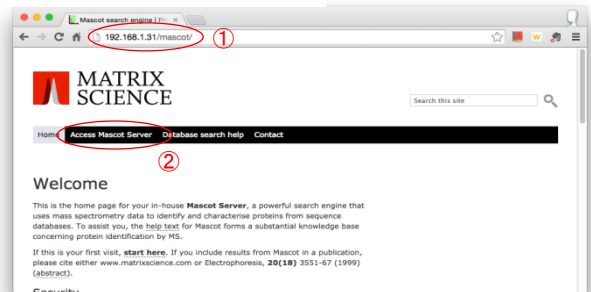 Mascot search engine | Pro
192.168.1.31/mascot/
①
MATRIX
SCIENCE
Search this site
Home Access Mascot Server Database search help Contact
②
Welcome
This is the home page for your in-house Mascot Server, a powerful search engine that
uses mass spectrometry data to identify and characterise proteins from sequence
databases. To assist you, the help text for Mascot forms a substantial knowledge base
concerning protein identification by MS.
If this is your first visit, start here. If you include results from Mascot in a publication,
please cite either www.matrixscience.com or Electrophoresis, 20(18) 3551-67 (1999)
(abstract).
Security